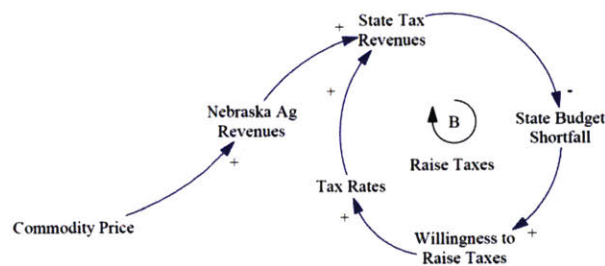 State Tax
Revenues
+
+
Nebraska Ag
Revenues
+
-
B
State Budget
Shortfall
Raise Taxes
Tax Rates
+
Commodity Price
Willingness to
Raise Taxes
+